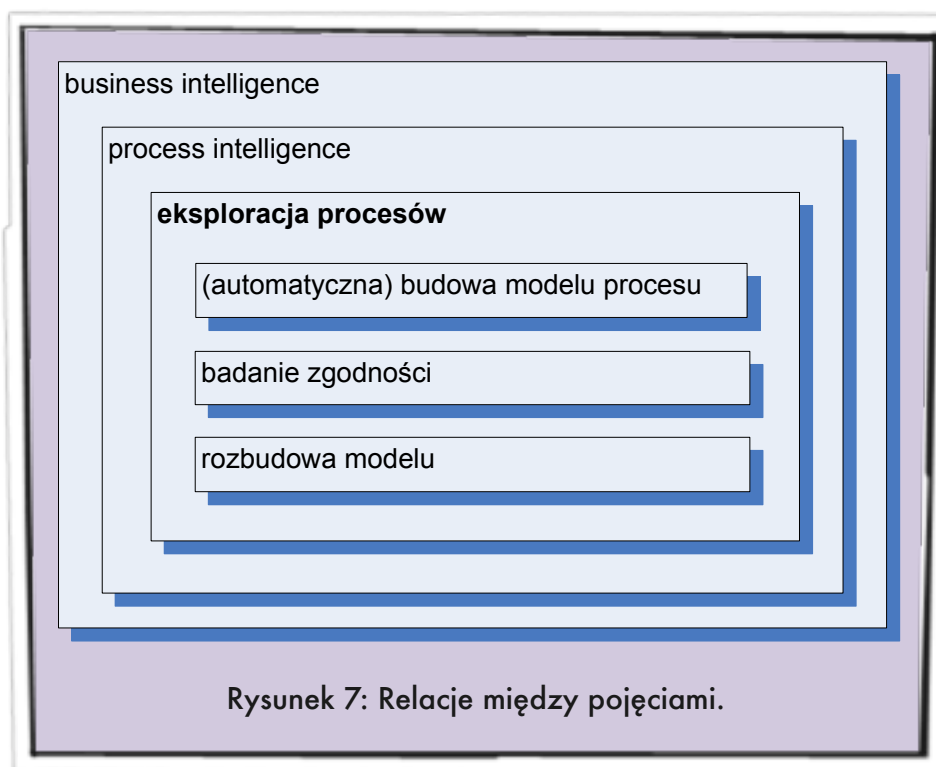 business intelligence
process intelligence
eksploracja procesów
(automatyczna) budowa modelu procesu
badanie zgodności
rozbudowa modelu
Rysunek 7: Relacje między pojęciami.